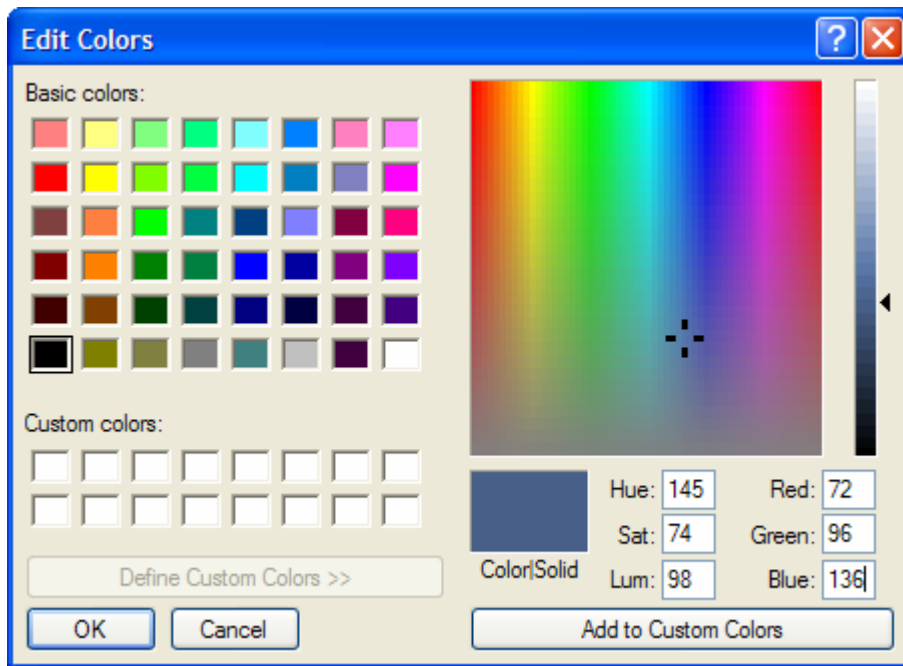 Edit Colors
Basic colors:
Custom colors:
Define Custom Colors >>
OK Cancel
Color|Solid
Hue: 145 Red: 72
Sat: 74 Green: 96
Lum: 98 Blue: 136
Add to Custom Colors